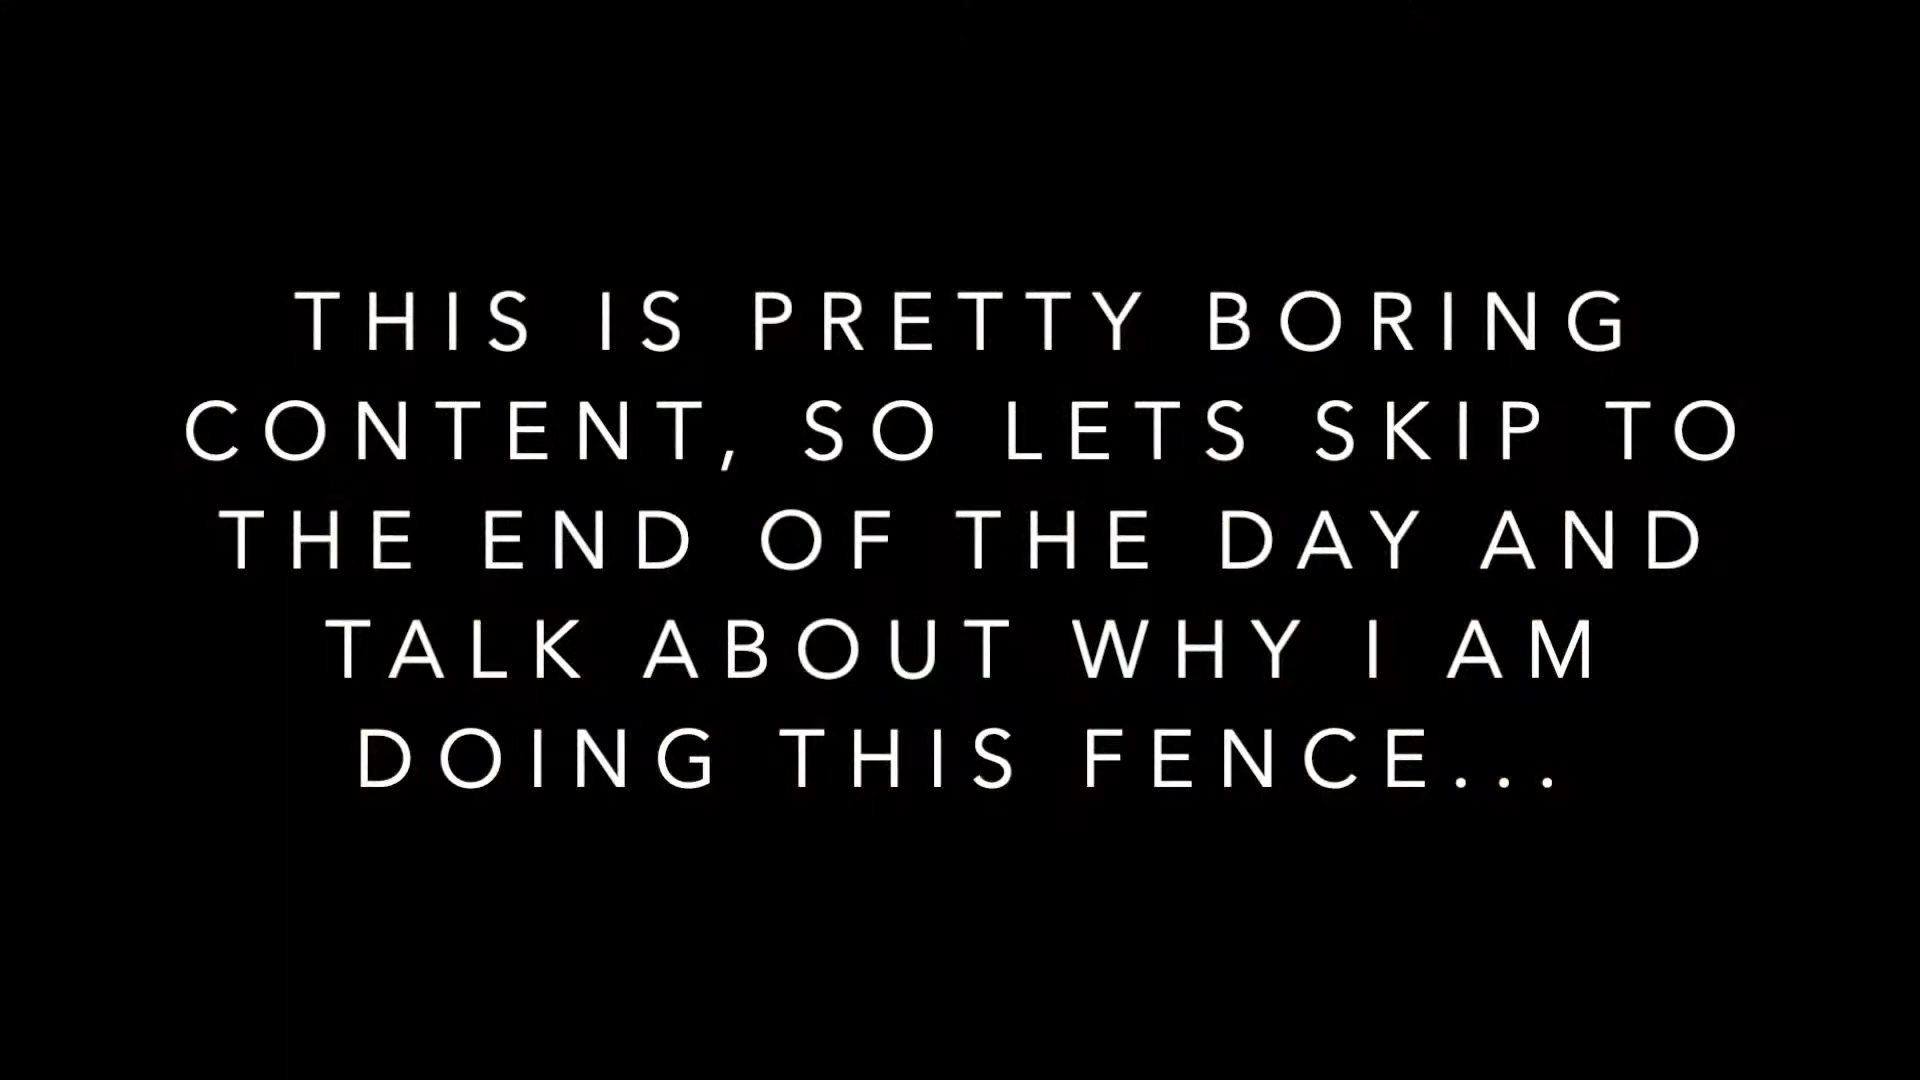 THIS IS PRETTY BORING
CONTENT, SO LETS SKIP TO
THE END OF THE DAY AND
TALK ABOUT WHY I AM
DOING THIS FENCE...